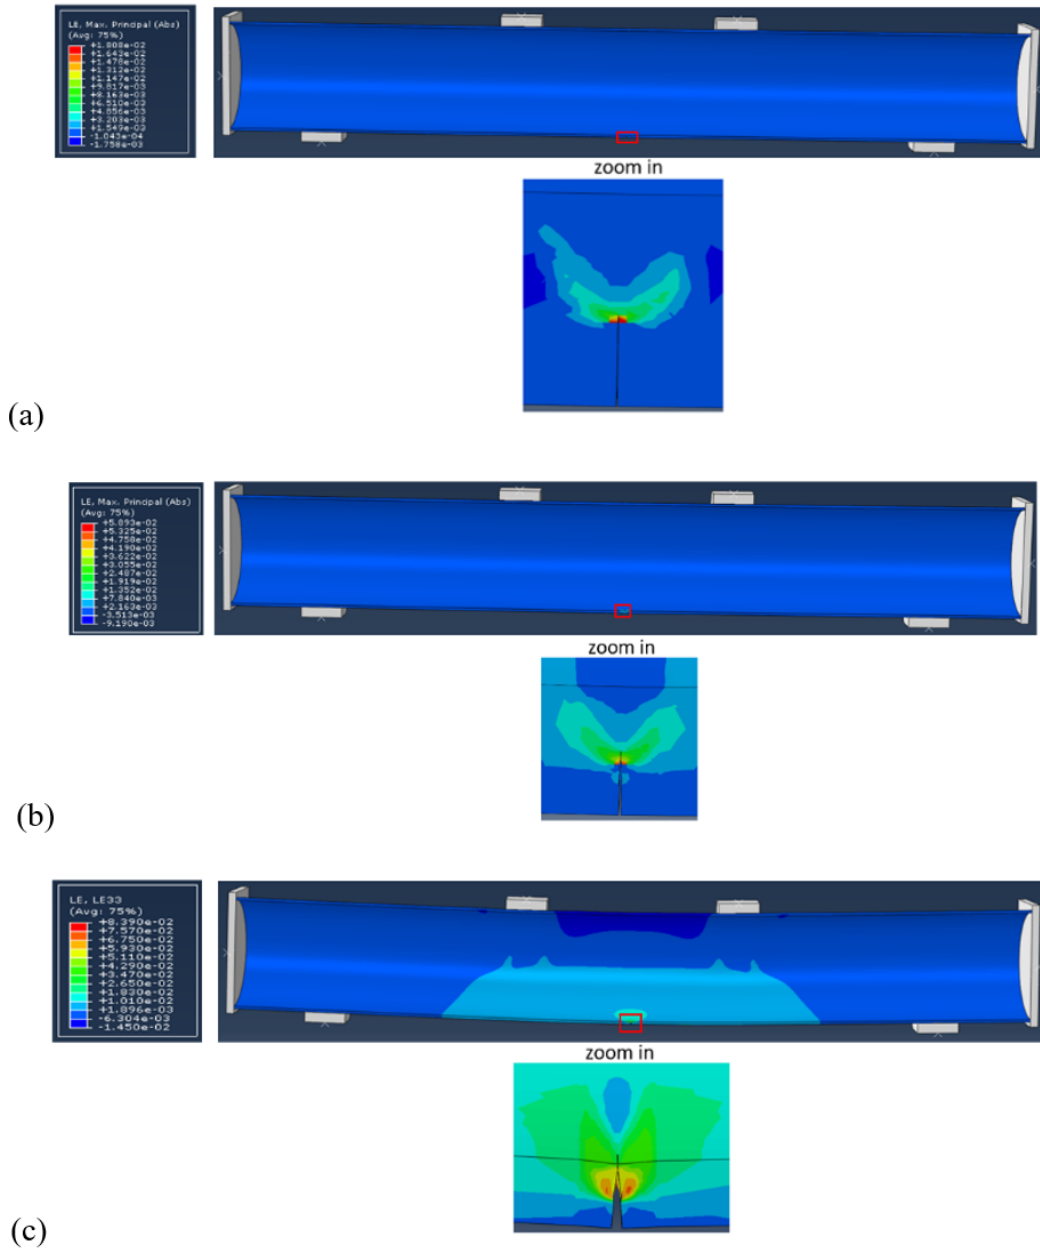 LE, Max. Principal (Abs)
(Avg: 75%)
+1.808e-02
+1.643e-02
+1.478e-02
+1.312e-02
+1.147e-02
+9.817e-03
+8.163e-03
+6.510e-03
+4.856e-03
+3.203e-03
+1.549e-03
-1.045e-04
-1.758e-03
zoom in
(a)
LE, Max. Principal (Abs)
(Avg: 75%)
+5.893e-02
+5.325e-02
+4.758e-02
+4.190e-02
+3.622e-02
+3.055e-02
+2.487e-02
+1.919e-02
+1.352e-02
+7.840e-03
+2.163e-03
-3.513e-03
-9.190e-03
zoom in
(b)
LE, LE33
(Avg: 75%)
+8.390e-02
+7.570e-02
+6.750e-02
+5.930e-02
+5.110e-02
+4.290e-02
+3.470e-02
+2.650e-02
+1.830e-02
+1.010e-02
+1.896e-03
-6.304e-03
-1.450e-02
zoom in
(c)